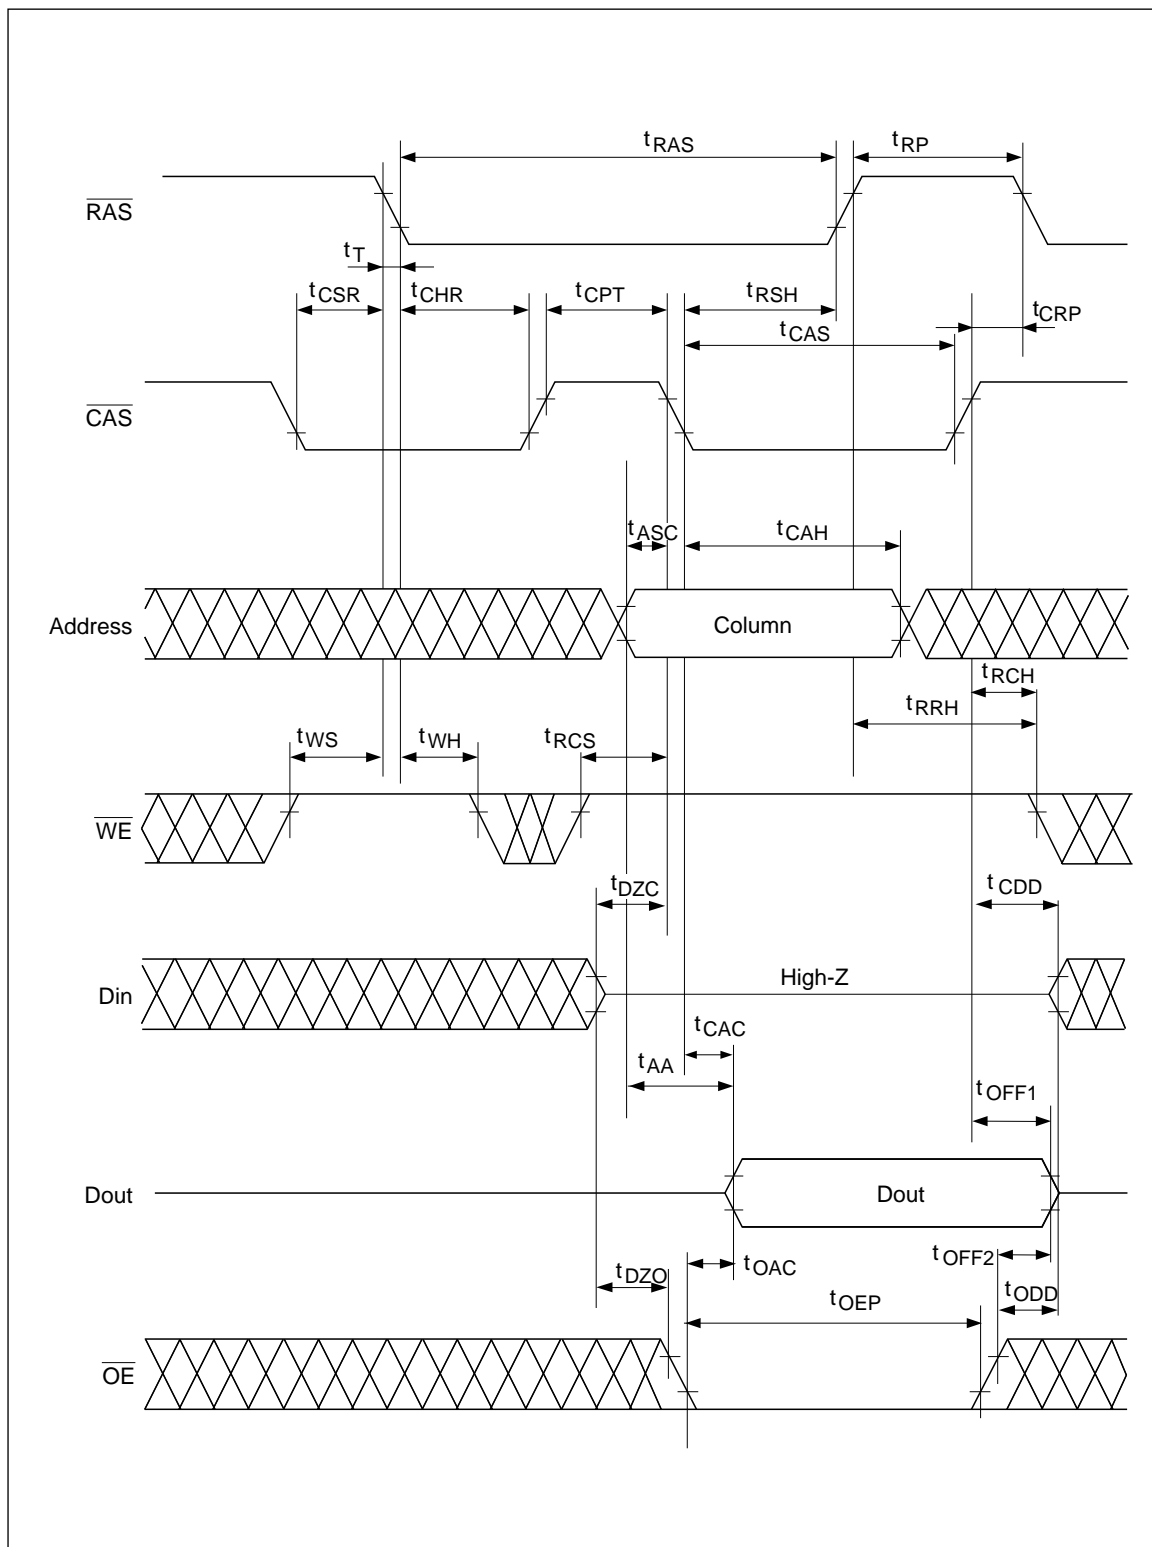 tRAS tRP
RAS
tT
tCSR tCHR tCPT tRSH tCRP
tCAS
CAS
tASC tCAH
Address Column
tRCH
tRRH
tWS tWH tRCS
WE
tDZC tCDD
Din High-Z
tCAC
tAA
tOFF1
Dout Dout
tOFF2
tDZO tOAC
tODD
tOEP
OE